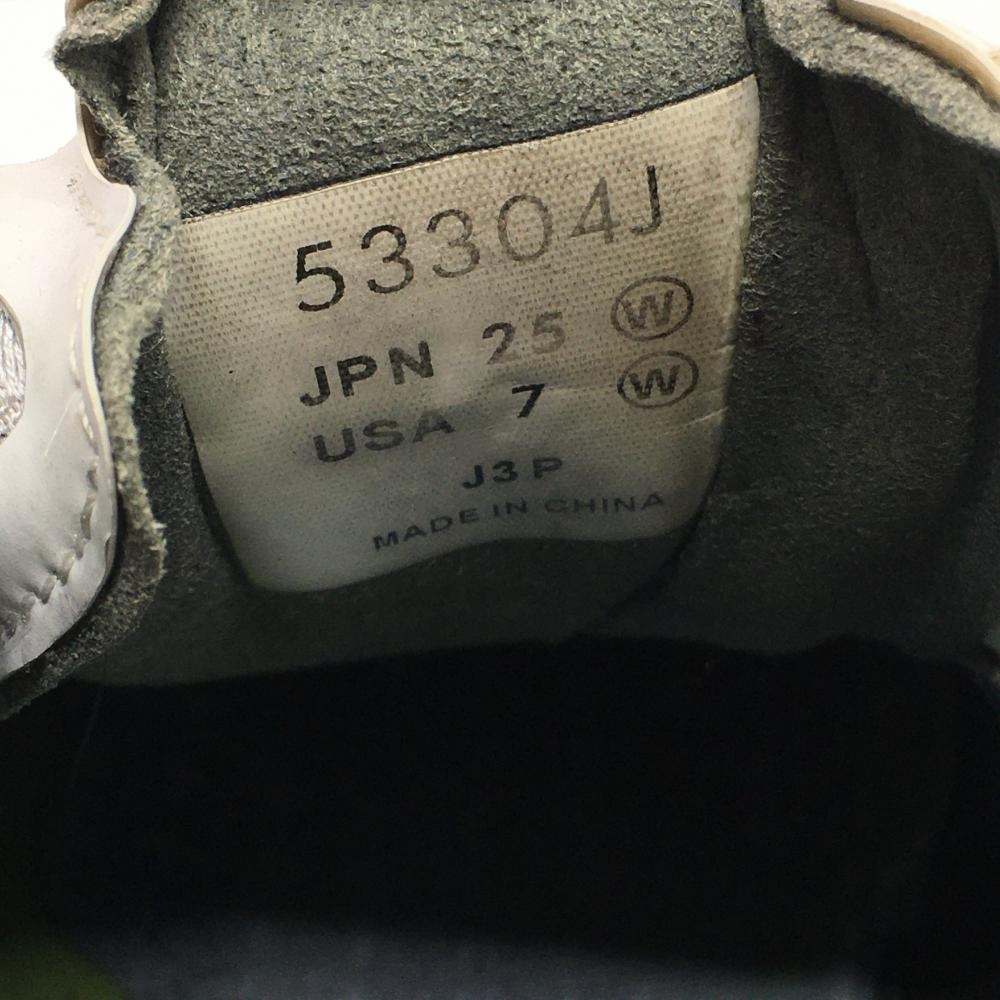 53304J
JPN 25 W
USA 7 W
J3P
MADE IN CHINA